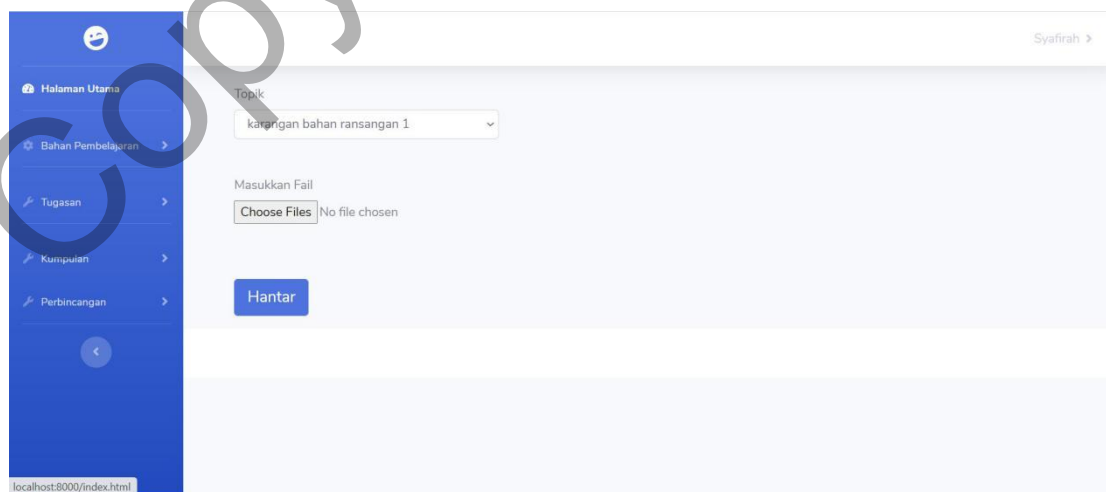 Syafirah >
Halaman Utama
Topik
karangan bahan ransangan 1
Bahan Pembelajaran >
Masukkan Fail
Tugasan >
Choose Files No file chosen
Kumpulan >
Hantar
Perbincangan >
<
localhost:8000/index.html
Copy